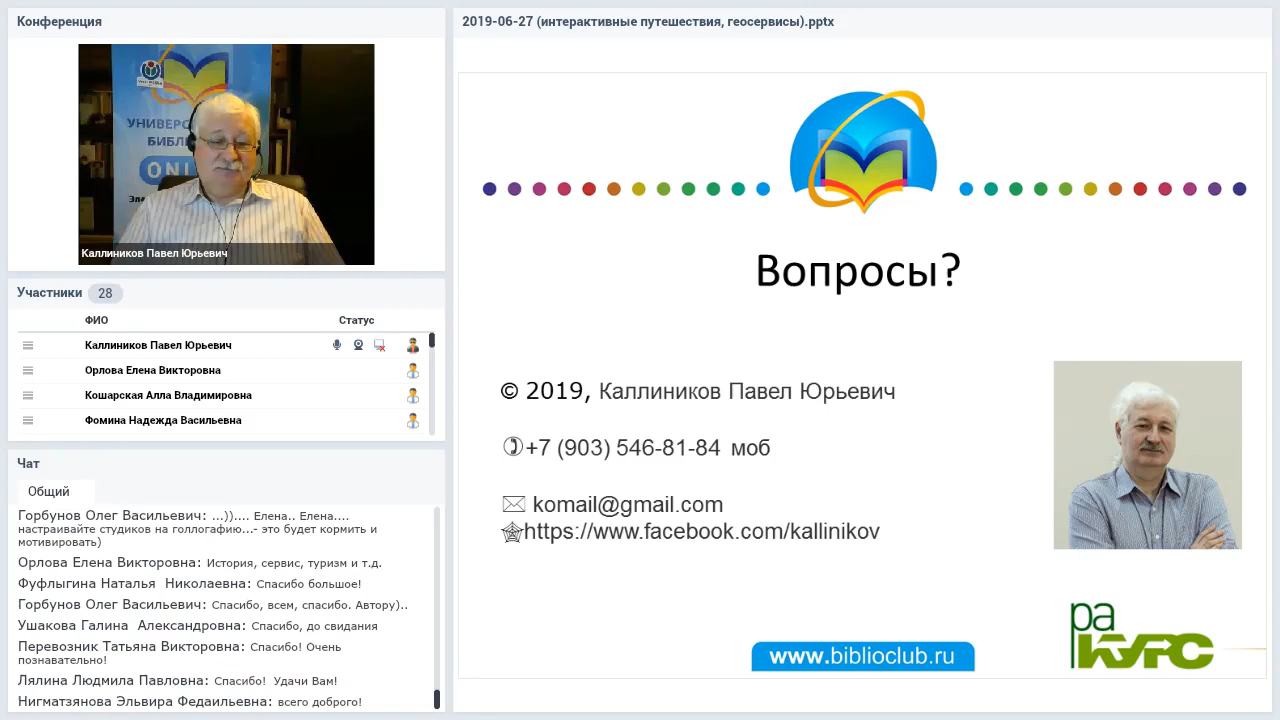 Конференция
УНИВЕР
БИБЛ
ONL
Эле
Каллиников Павел Юрьевич
Участники 28
ФИО Статус
Каллиников Павел Юрьевич
Орлова Елена Викторовна
Кошарская Алла Владимировна
Фомина Надежда Васильевна
Чат
Общий
Горбунов Олег Васильевич: ...)).... Елена.. Елена....
настраивайте студиков на гологафию...- это будет кормить и
мотивировать)
Орлова Елена Викторовна: История, сервис, туризм и т.д.
Фуфлыгина Наталья Николаевна: Спасибо большое!
Горбунов Олег Васильевич: Спасибо, всем, спасибо. Автору)..
Ушакова Галина Александровна: Спасибо, до свидания
Перевозник Татьяна Викторовна: Спасибо! Очень
познавательно!
Лялина Людмила Павловна: Спасибо! Удачи Вам!
Нигматзянова Эльвира Федаильевна: всего доброго!
2019-06-27 (интерактивные путешествия, геосервисы).pptx
Вопросы?
© 2019, Каллиников Павел Юрьевич
✆+7 (903) 546-81-84 моб
komail@gmail.com
https://www.facebook.com/kallinikov
www.biblioclub.ru
ра
КУРС